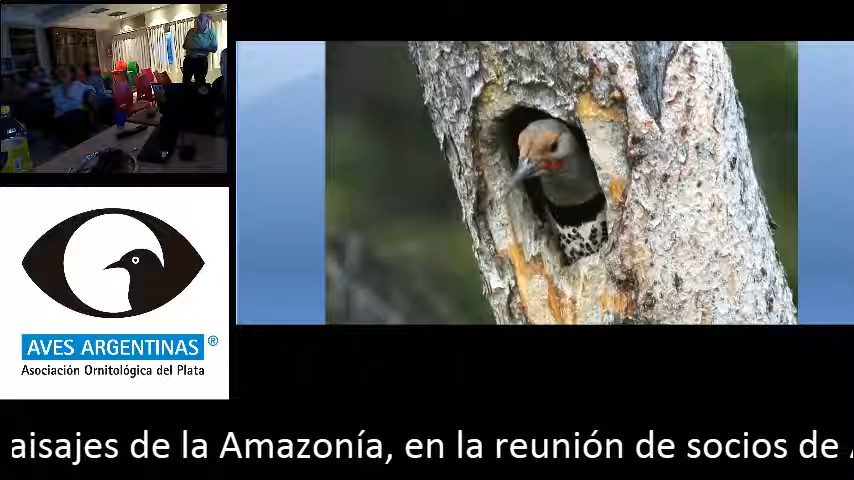 AVES ARGENTINAS ®
Asociación Ornitológica del Plata
aisajes de la Amazonía, en la reunión de socios de